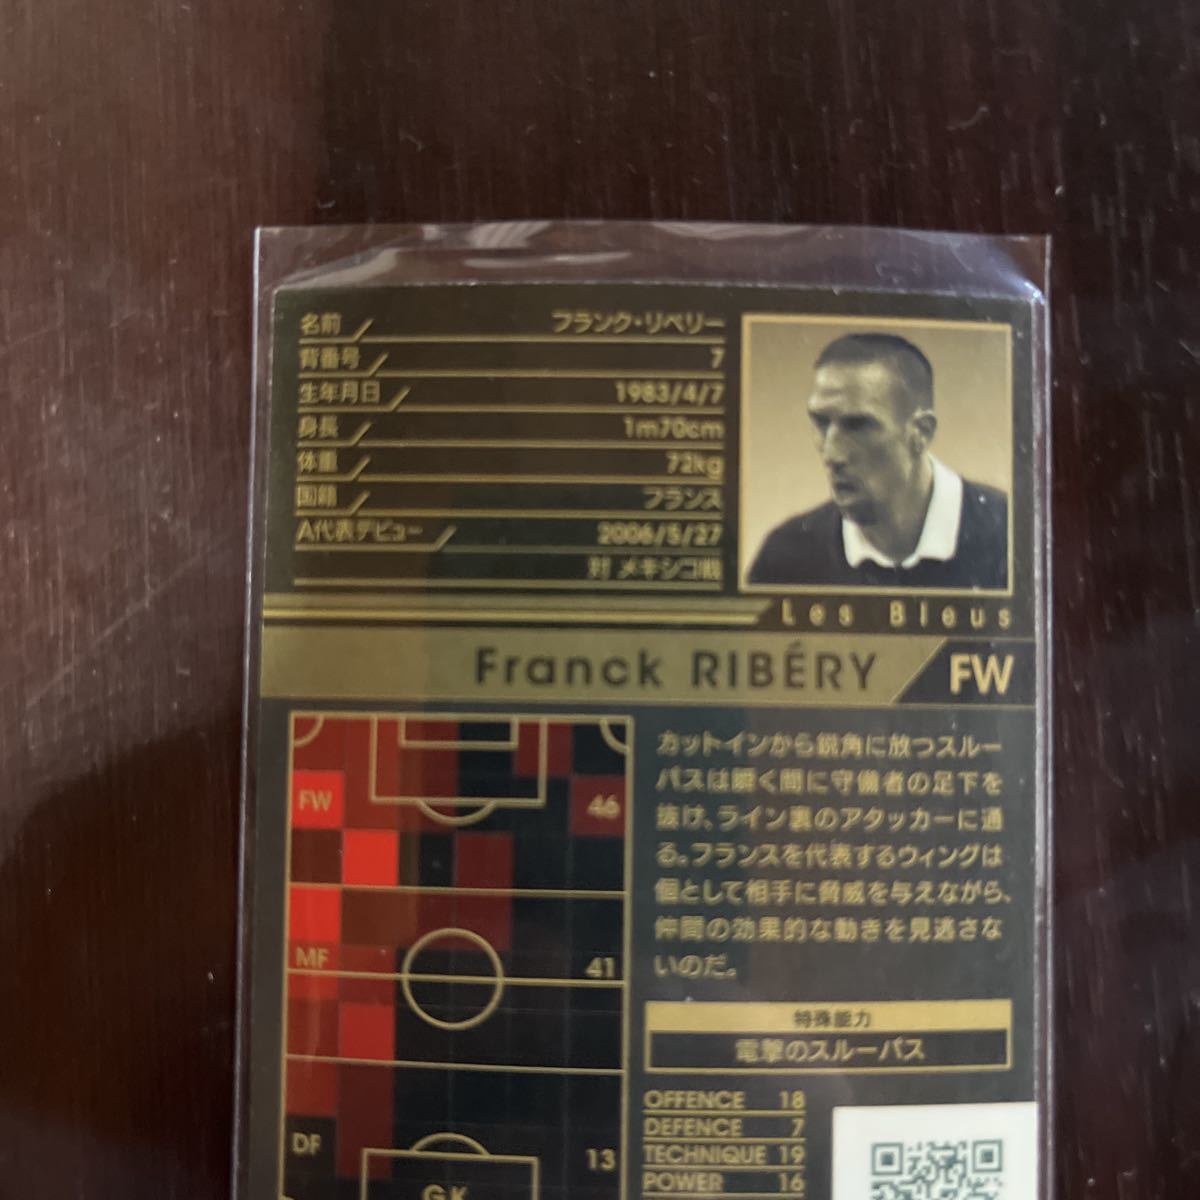 名前 フランク・リベリー
背番号 7
生年月日 1983/4/7
身長 1m70cm
体重 72kg
国籍 フランス
A代表デビュー 2006/5/27
対 メキシコ戦
Les Bleus
Franck RIBÉRY FW
FW 46
MF 41
DF 13
GK
カットインから鋭角に放つスルー
パスは瞬く間に守備者の足下を
抜け、ライン裏のアタッカーに通
る。フランスを代表するウィングは
個として相手に脅威を与えながら、
仲間の効果的な動きを見逃さな
いのだ。
特殊能力
電撃のスルーパス
OFFENCE 18
DEFENCE 7
TECHNIQUE 19
POWER 16